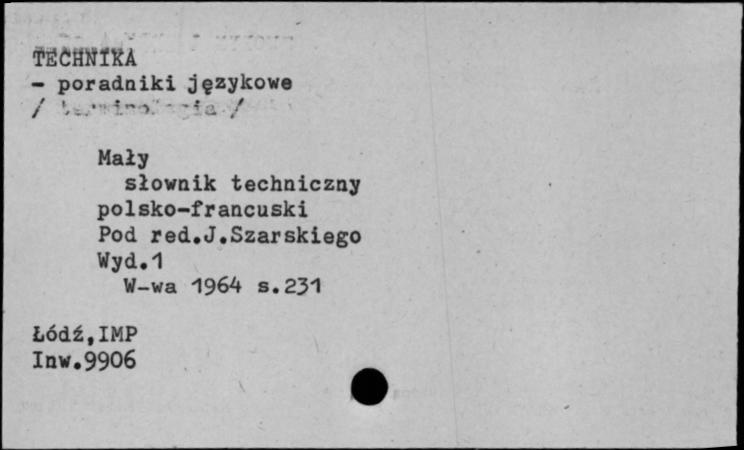 TECHNIKA
- poradniki językowe
/ terminologia /
Mały
słownik techniczny
polsko-francuski
Pod red.J.Szarskiego
Wyd.1
W-wa 1964 s.231
Łódź,IMP
Inw.9906